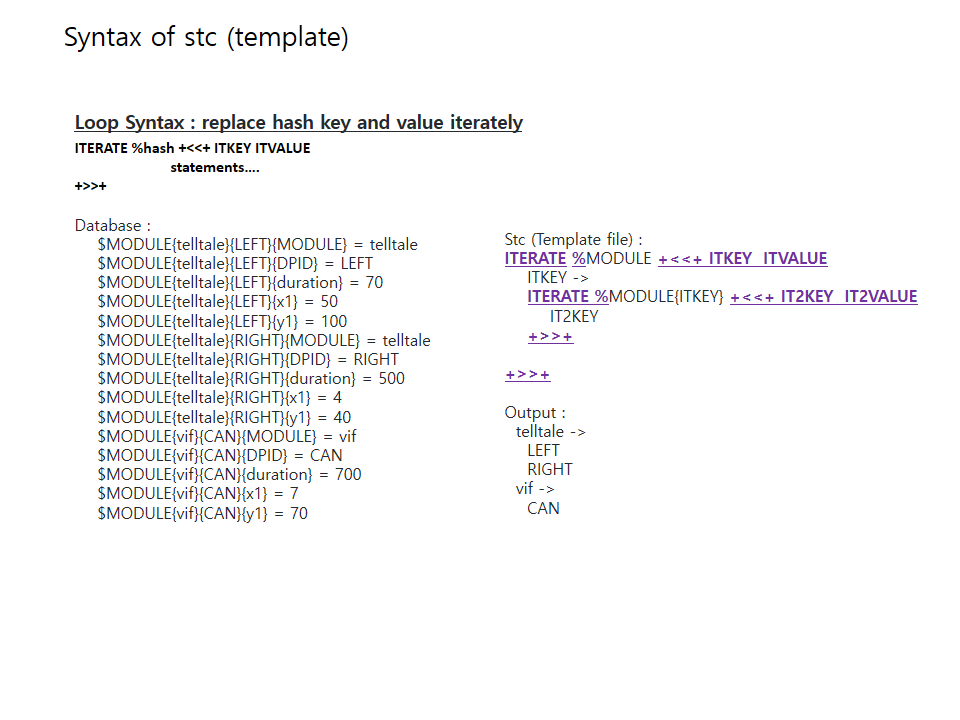 Syntax of stc (template)
Loop Syntax : replace hash key and value iterately
ITERATE %hash +<<+ ITKEY ITVALUE
statements....
+>>+
Database :
$MODULE{telltale}{LEFT}{MODULE} = telltale
$MODULE{telltale}{LEFT}{DPID} = LEFT
$MODULE{telltale}{LEFT}{duration} = 70
$MODULE{telltale}{LEFT}{x1} = 50
$MODULE{telltale}{LEFT}{y1} = 100
$MODULE{telltale}{RIGHT}{MODULE} = telltale
$MODULE{telltale}{RIGHT}{DPID} = RIGHT
$MODULE{telltale}{RIGHT}{duration} = 500
$MODULE{telltale}{RIGHT}{x1} = 4
$MODULE{telltale}{RIGHT}{y1} = 40
$MODULE{vif}{CAN}{MODULE} = vif
$MODULE{vif}{CAN}{DPID} = CAN
$MODULE{vif}{CAN}{duration} = 700
$MODULE{vif}{CAN}{x1} = 7
$MODULE{vif}{CAN}{y1} = 70
Stc (Template file) :
ITERATE %MODULE +<<+ ITKEY  ITVALUE
ITKEY ->
ITERATE %MODULE{ITKEY} +<<+ IT2KEY  IT2VALUE
IT2KEY
+>>+
+>>+
Output :
telltale ->
LEFT
RIGHT
vif ->
CAN